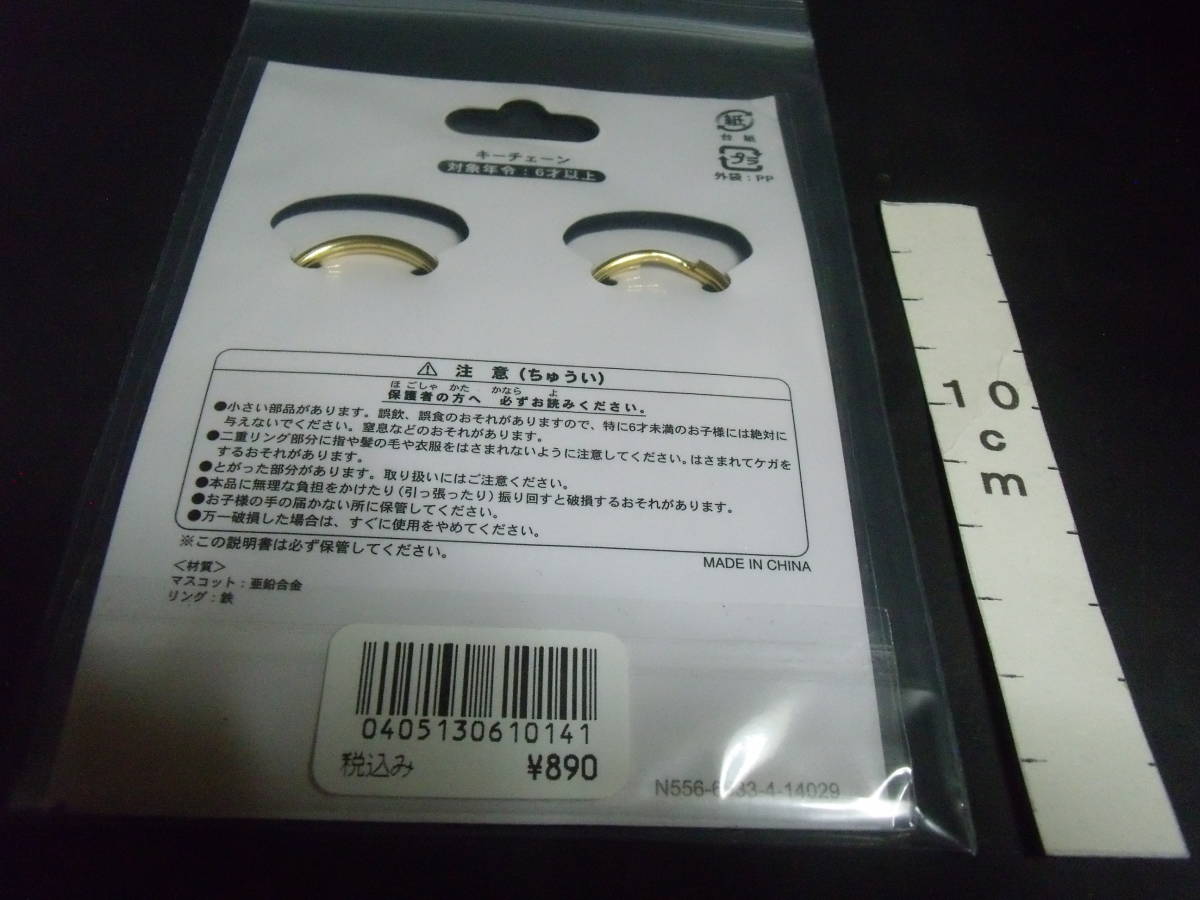 紙
台紙
プラ
外袋：PP
キーチェーン
対象年令：6才以上
⚠ 注 意（ちゅうい）
ほごしゃ かた かなら よ
保護者の方へ 必ずお読みください。
●小さい部品があります。誤飲、誤食のおそれがありますので、特に6才未満のお子様には絶対に
与えないでください。窒息などのおそれがあります。
●二重リング部分に指や髪の毛や衣服をはさまれないように注意してください。はさまれてケガを
するおそれがあります。
●とがった部分があります。取り扱いにはご注意ください。
●本品に無理な負担をかけたり（引っ張ったり）振り回すと破損するおそれがあります。
●お子様の手の届かない所に保管してください。
●万一破損した場合は、すぐに使用をやめてください。
※この説明書は必ず保管してください。
MADE IN CHINA
＜材質＞
マスコット：亜鉛合金
リング：鉄
0405130610141
税込み ¥890
10
c
m